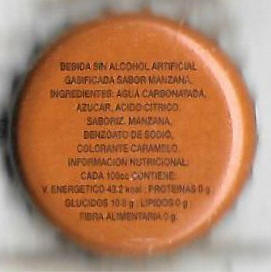 BEBIDA SIN ALCOHOL ARTIFICIAL
GASIFICADA SABOR MANZANA.
INGREDIENTES: AGUA CARBONATADA,
AZUCAR, ACIDO CITRICO,
SABORIZ. MANZANA,
BENZOATO DE SODIO,
COLORANTE CARAMELO.
INFORMACION NUTRICIONAL:
CADA 100cc CONTIENE:
V. ENERGETICO 43.2 kcal ; PROTEINAS 0 g
GLUCIDOS 10.8 g ; LIPIDOS 0 g
FIBRA ALIMENTARIA 0 g.